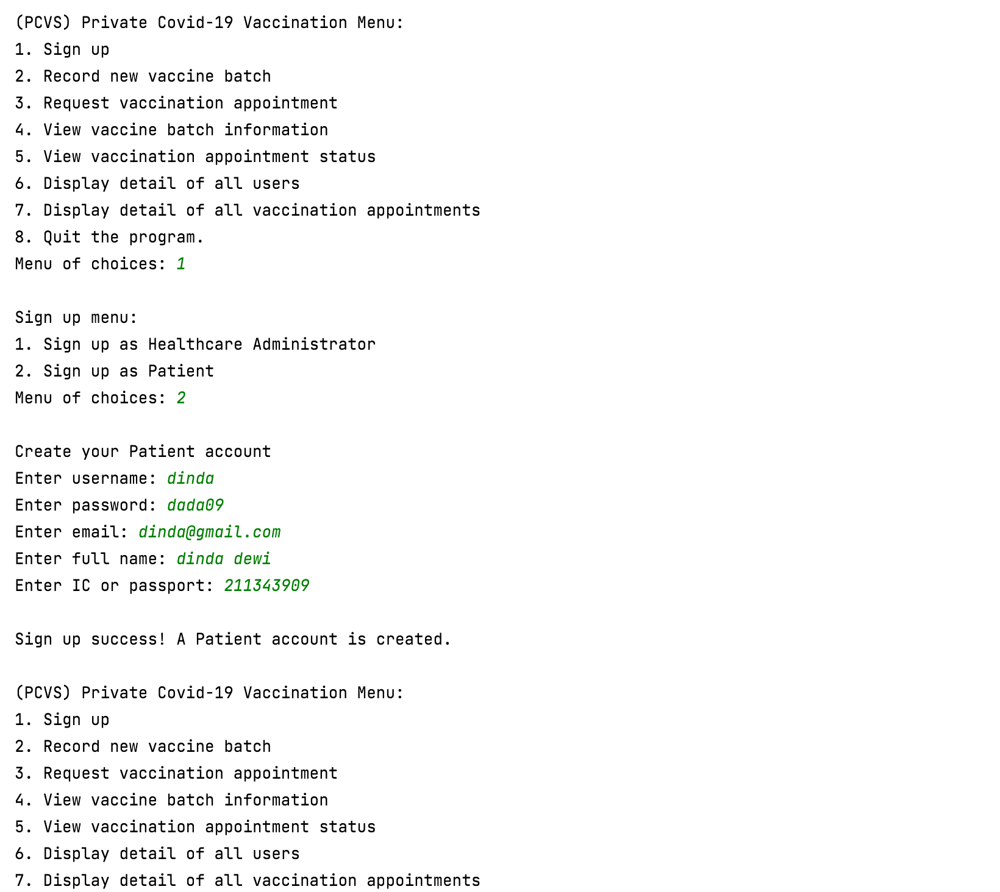 (PCVS) Private Covid-19 Vaccination Menu:
1. Sign up
2. Record new vaccine batch
3. Request vaccination appointment
4. View vaccine batch information
5. View vaccination appointment status
6. Display detail of all users
7. Display detail of all vaccination appointments
8. Quit the program.
Menu of choices: 1
Sign up menu:
1. Sign up as Healthcare Administrator
2. Sign up as Patient
Menu of choices: 2
Create your Patient account
Enter username: dinda
Enter password: dada09
Enter email: dinda@gmail.com
Enter full name: dinda dewi
Enter IC or passport: 211343909
Sign up success! A Patient account is created.
(PCVS) Private Covid-19 Vaccination Menu:
1. Sign up
2. Record new vaccine batch
3. Request vaccination appointment
4. View vaccine batch information
5. View vaccination appointment status
6. Display detail of all users
7. Display detail of all vaccination appointments